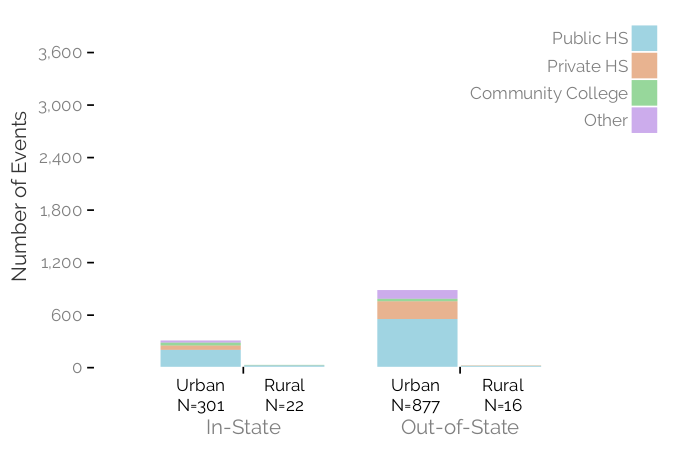 Public HS
Private HS
Community College
Other
Number of Events
3,600
3,000
2,400
1,800
1,200
600
0
Urban
N=301
Rural
N=22
In-State
Urban
N=877
Rural
N=16
Out-of-State